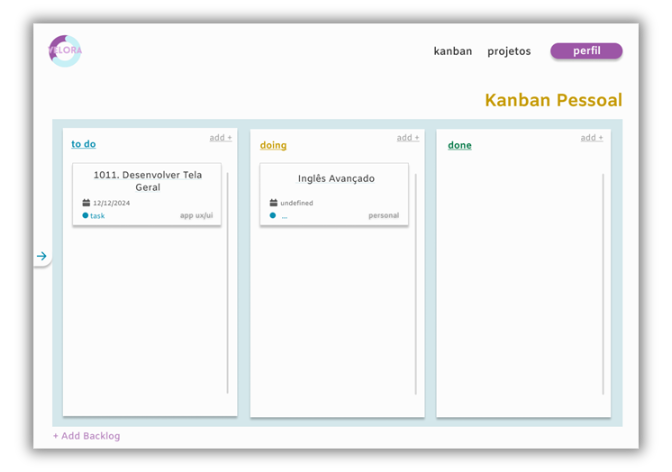 VELORA
kanban projetos perfil
Kanban Pessoal
to do
add +
1011. Desenvolver Tela
Geral
12/12/2024
task
app ux/ui
doing
add +
Inglês Avançado
undefined
...
personal
done
add +
+ Add Backlog